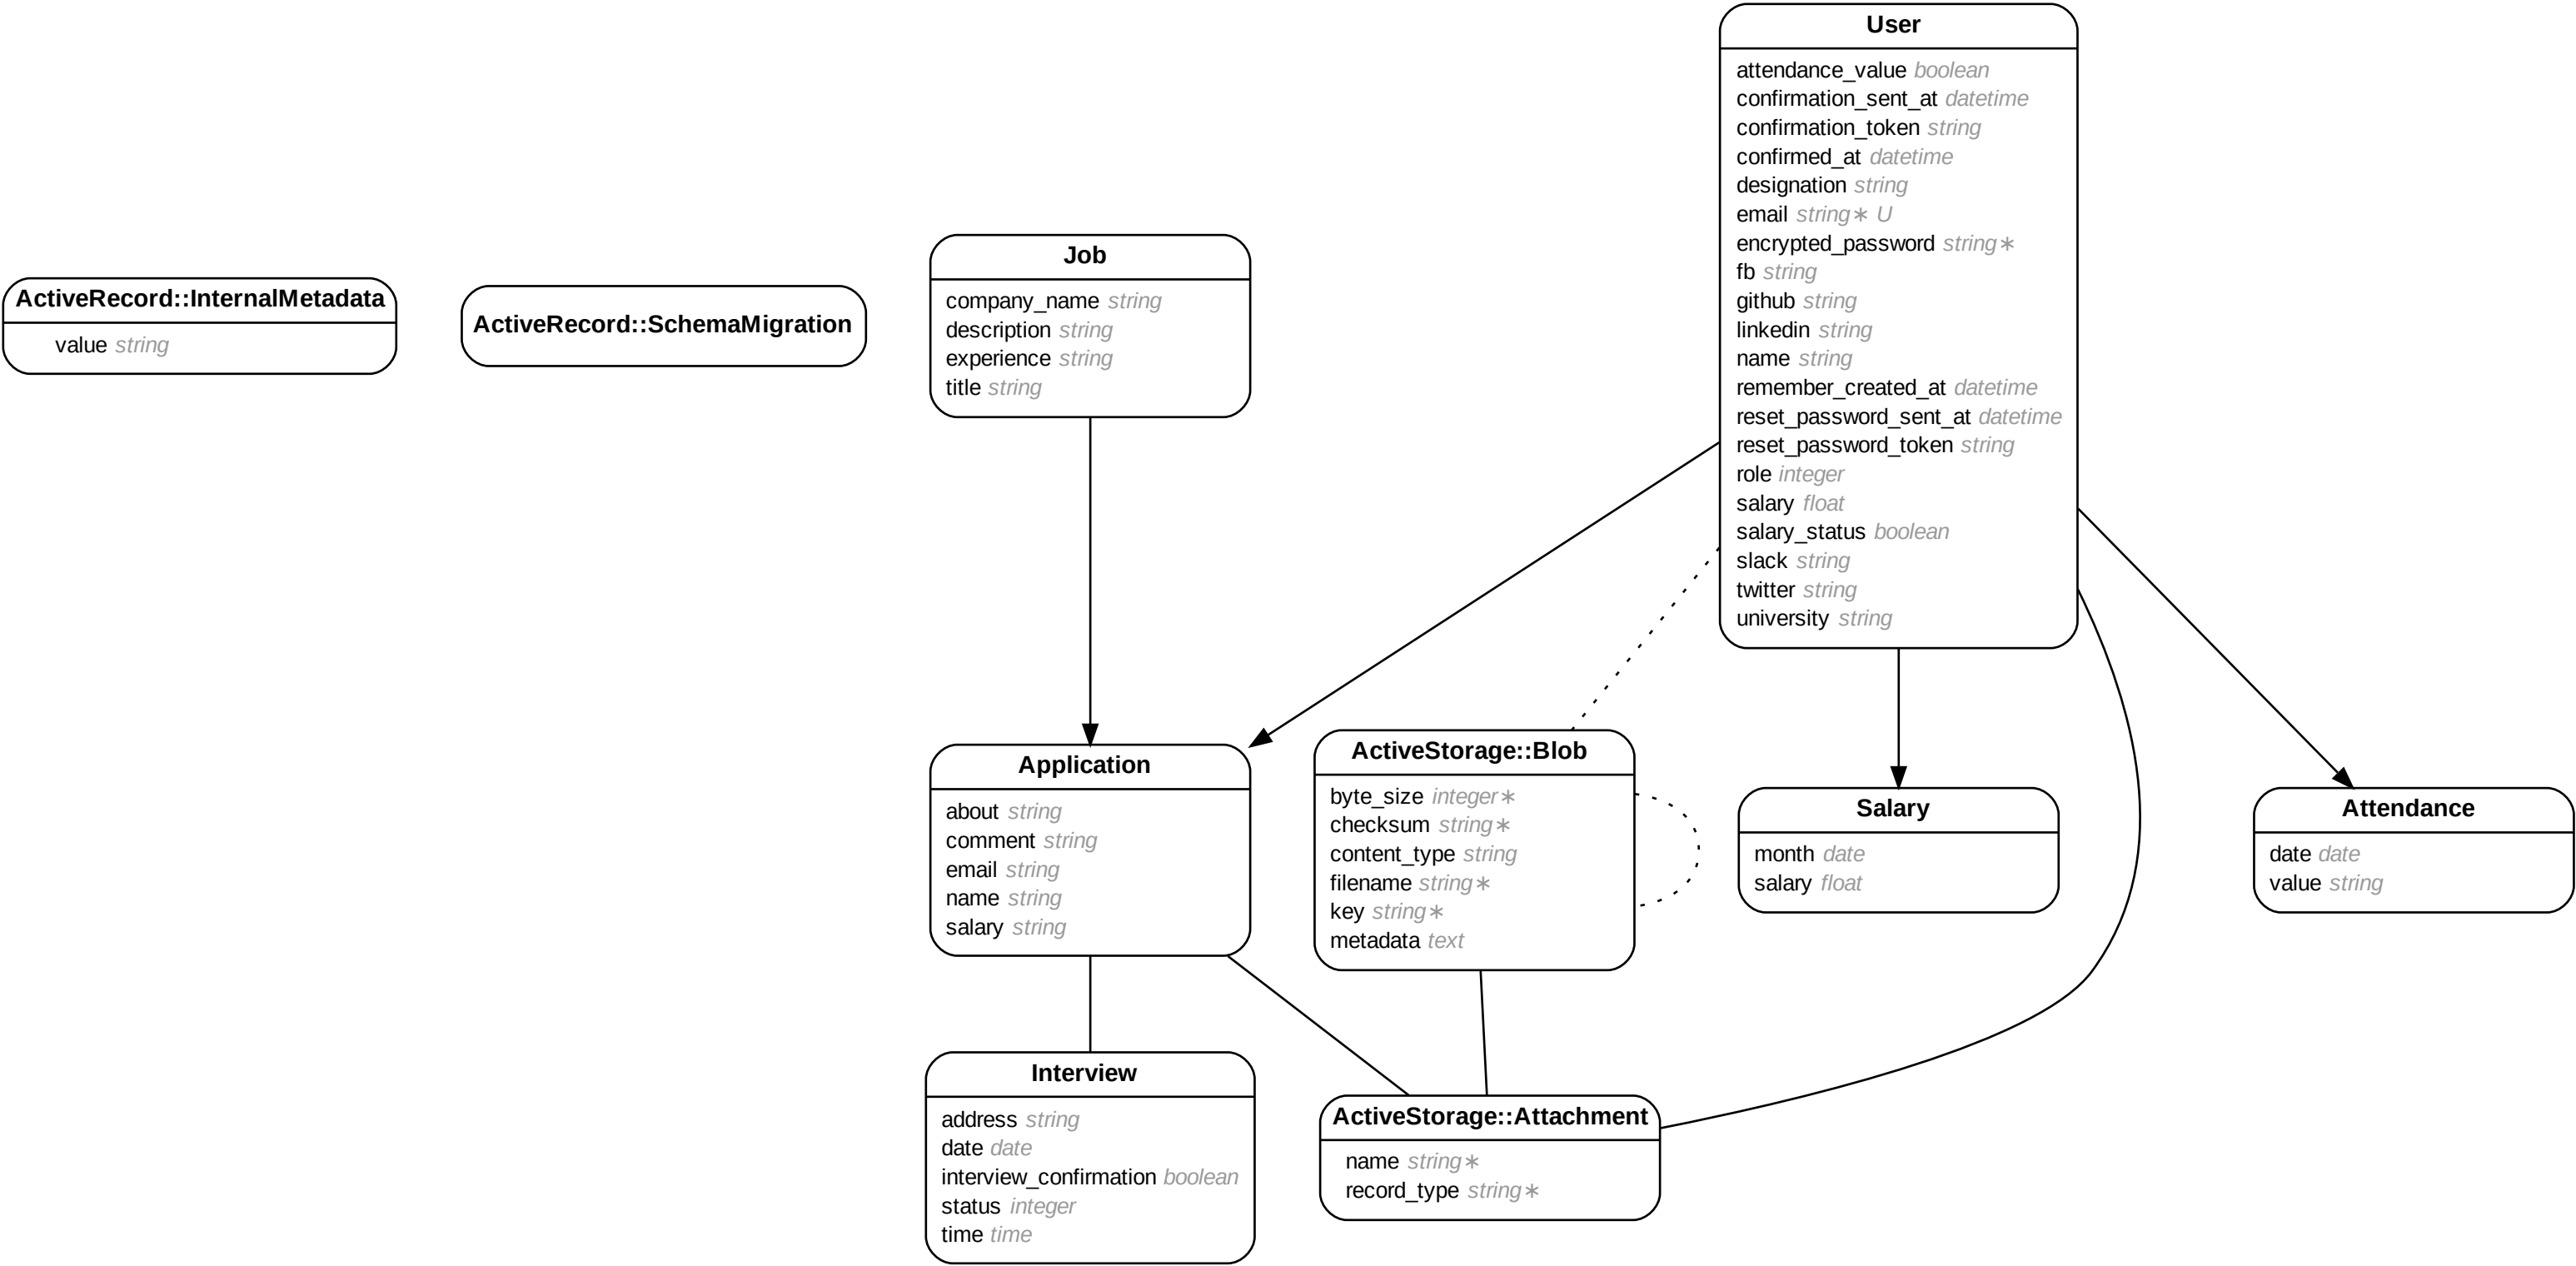 User
attendance_value boolean
confirmation_sent_at datetime
confirmation_token string
confirmed_at datetime
designation string
email string∗ U
encrypted_password string∗
fb string
github string
linkedin string
name string
remember_created_at datetime
reset_password_sent_at datetime
reset_password_token string
role integer
salary float
salary_status boolean
slack string
twitter string
university string
ActiveRecord::InternalMetadata
value string
ActiveRecord::SchemaMigration
Job
company_name string
description string
experience string
title string
Application
about string
comment string
email string
name string
salary string
ActiveStorage::Blob
byte_size integer∗
checksum string∗
content_type string
filename string∗
key string∗
metadata text
Salary
month date
salary float
Attendance
date date
value string
Interview
address string
date date
interview_confirmation boolean
status integer
time time
ActiveStorage::Attachment
name string∗
record_type string∗